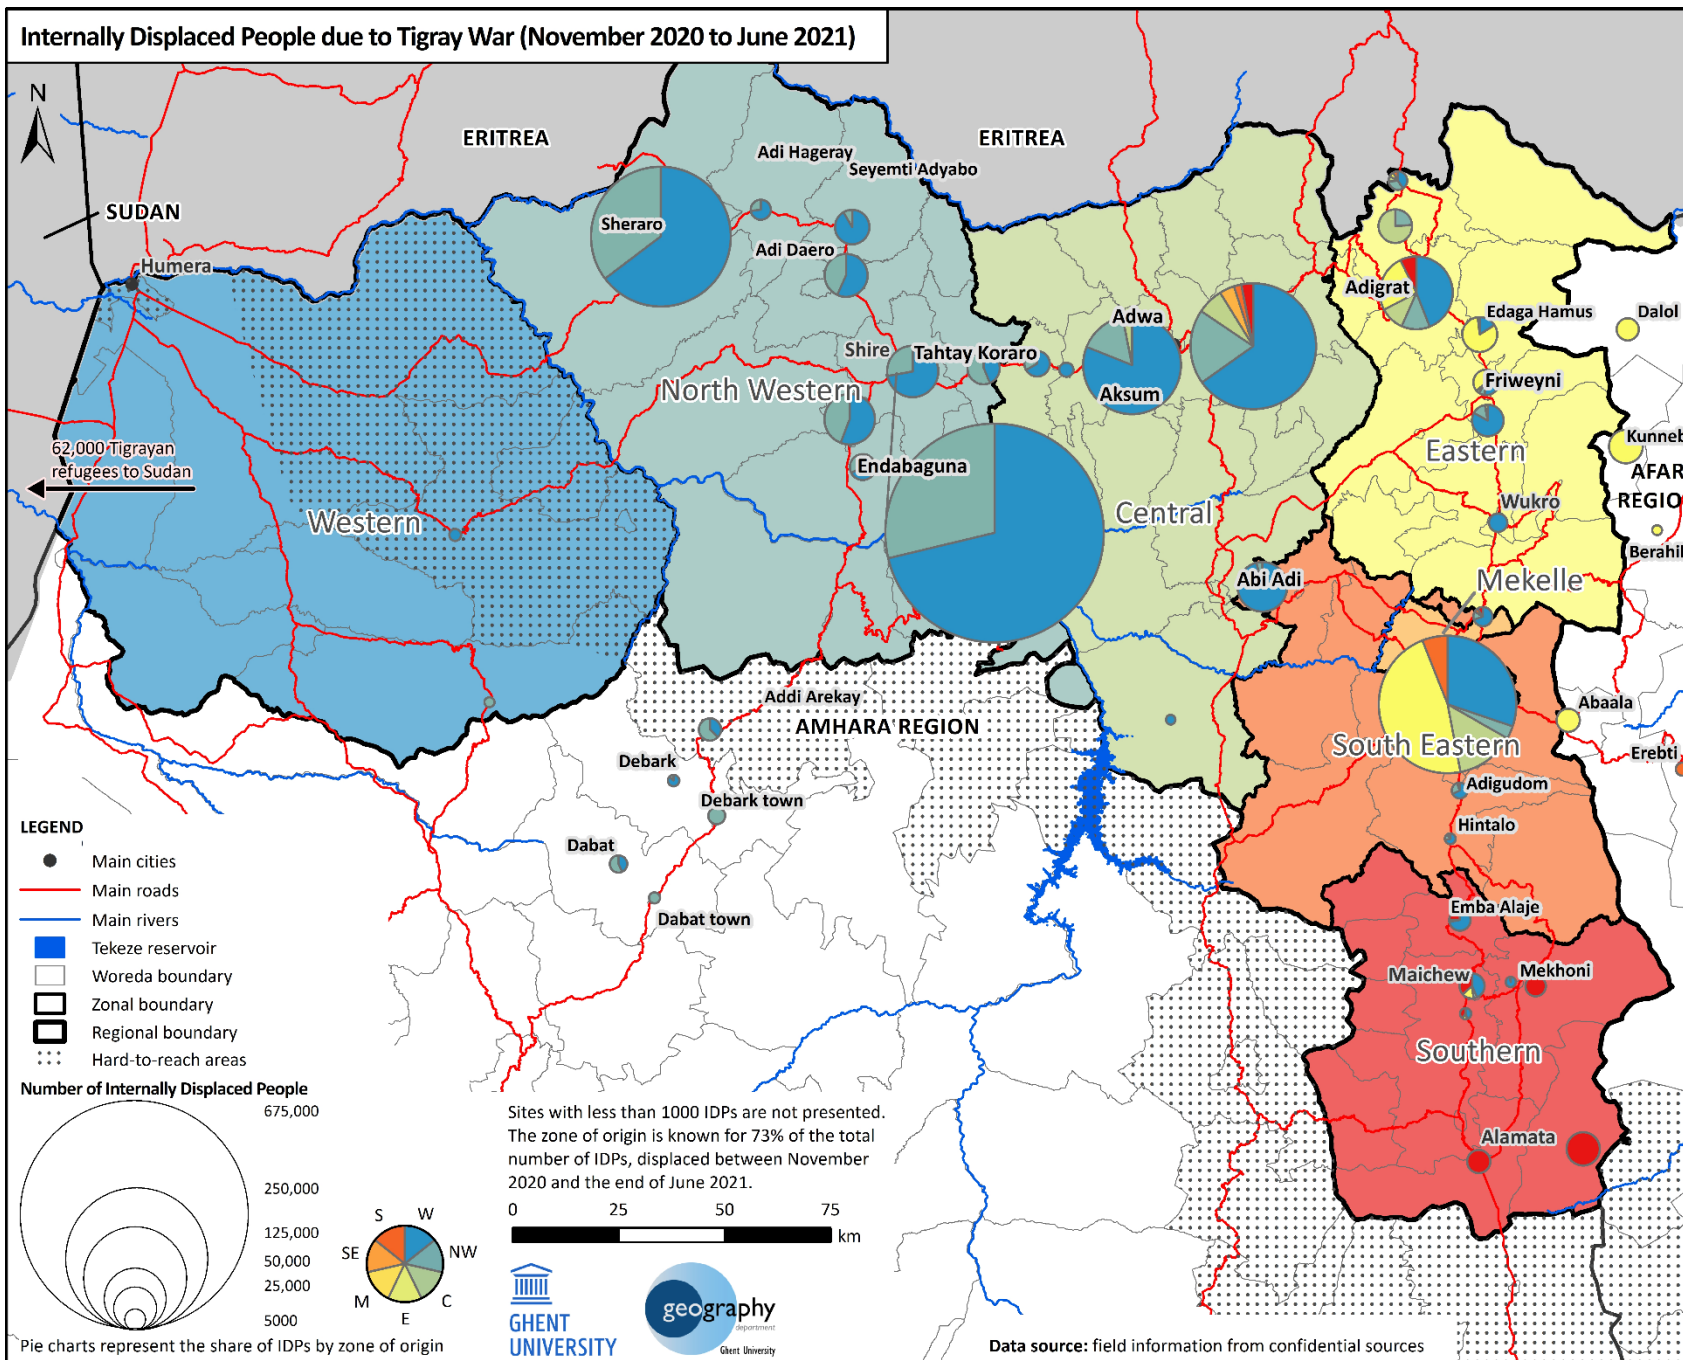 Internally Displaced People due to Tigray War (November 2020 to June 2021)
N
ERITREA
ERITREA
SUDAN
Humera
Adi Hageray
Seyemti Adyabo
Sheraro
Adi Daero
Shire
Tahtay Koraro
North Western
Endabaguna
62,000 Tigrayan
refugees to Sudan
Western
Adwa
Aksum
Central
Abi Adi
Adigrat
Edaga Hamus
Dalol
Friweyni
Eastern
Kunneb
AFAR
REGIO
Wukro
Berahil
Mekelle
South Eastern
Abaala
Erebti
Adigudom
Hintalo
Addi Arekay
AMHARA REGION
Debark
Debark town
Dabat
Dabat town
Emba Alaje
Maichew
Mekhoni
Southern
Alamata
LEGEND
Main cities
Main roads
Main rivers
Tekeze reservoir
Woreda boundary
Zonal boundary
Regional boundary
Hard-to-reach areas
Number of Internally Displaced People
675,000
250,000
125,000
50,000
25,000
5000
S
W
SE
NW
M
C
E
Pie charts represent the share of IDPs by zone of origin
Sites with less than 1000 IDPs are not presented.
The zone of origin is known for 73% of the total
number of IDPs, displaced between November
2020 and the end of June 2021.
0 25 50 75
km
GHENT
UNIVERSITY
geography
department
Ghent University
Data source: field information from confidential sources